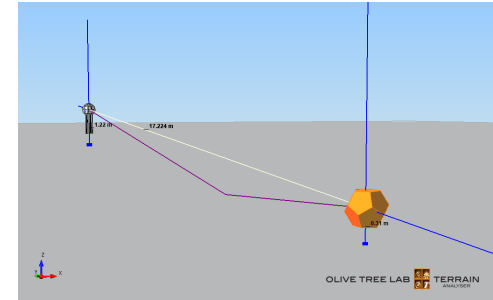 1.22 m
17.224 m
0.31 m
Z
X
OLIVE TREE LAB TERRAIN
ANALYSER